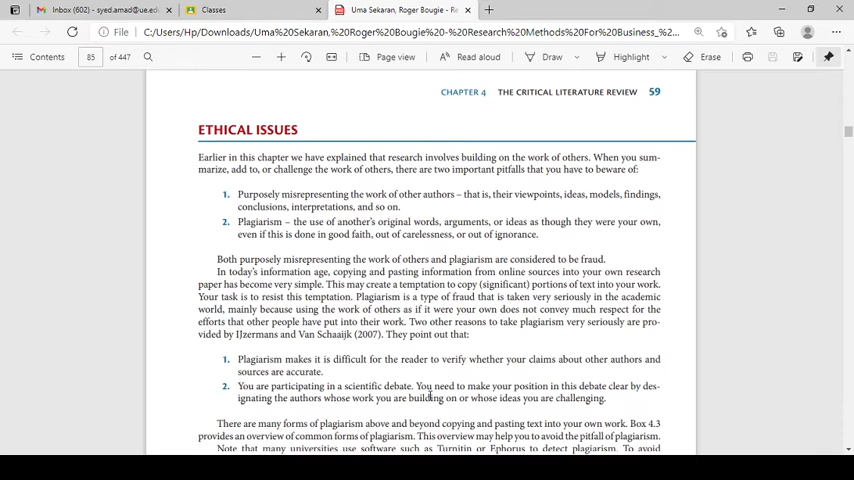 Inbox (602) - syed.amad@ue.ed
Classes
Uma Sekaran, Roger Bougie - Re
File
C:/Users/Hp/Downloads/Uma%20Sekaran,%20Roger%20Bougie%20-%20Research%20Methods%20For%20Business_%...
Contents
85
of 447
Page view
Read aloud
Draw
Highlight
Erase
CHAPTER 4 THE CRITICAL LITERATURE REVIEW 59
ETHICAL ISSUES
Earlier in this chapter we have explained that research involves building on the work of others. When you sum-
marize, add to, or challenge the work of others, there are two important pitfalls that you have to beware of:
1. Purposely misrepresenting the work of other authors – that is, their viewpoints, ideas, models, findings,
conclusions, interpretations, and so on.
2. Plagiarism – the use of another's original words, arguments, or ideas as though they were your own,
even if this is done in good faith, out of carelessness, or out of ignorance.
Both purposely misrepresenting the work of others and plagiarism are considered to be fraud.
In today's information age, copying and pasting information from online sources into your own research
paper has become very simple. This may create a temptation to copy (significant) portions of text into your work.
Your task is to resist this temptation. Plagiarism is a type of fraud that is taken very seriously in the academic
world, mainly because using the work of others as if it were your own does not convey much respect for the
efforts that other people have put into their work. Two other reasons to take plagiarism very seriously are pro-
vided by IJzermans and Van Schaaijk (2007). They point out that:
1. Plagiarism makes it is difficult for the reader to verify whether your claims about other authors and
sources are accurate.
2. You are participating in a scientific debate. You need to make your position in this debate clear by des-
ignating the authors whose work you are building on or whose ideas you are challenging.
There are many forms of plagiarism above and beyond copying and pasting text into your own work. Box 4.3
provides an overview of common forms of plagiarism. This overview may help you to avoid the pitfall of plagiarism.
Note that many universities use software such as Turnitin or Ephorus to detect plagiarism. To avoid